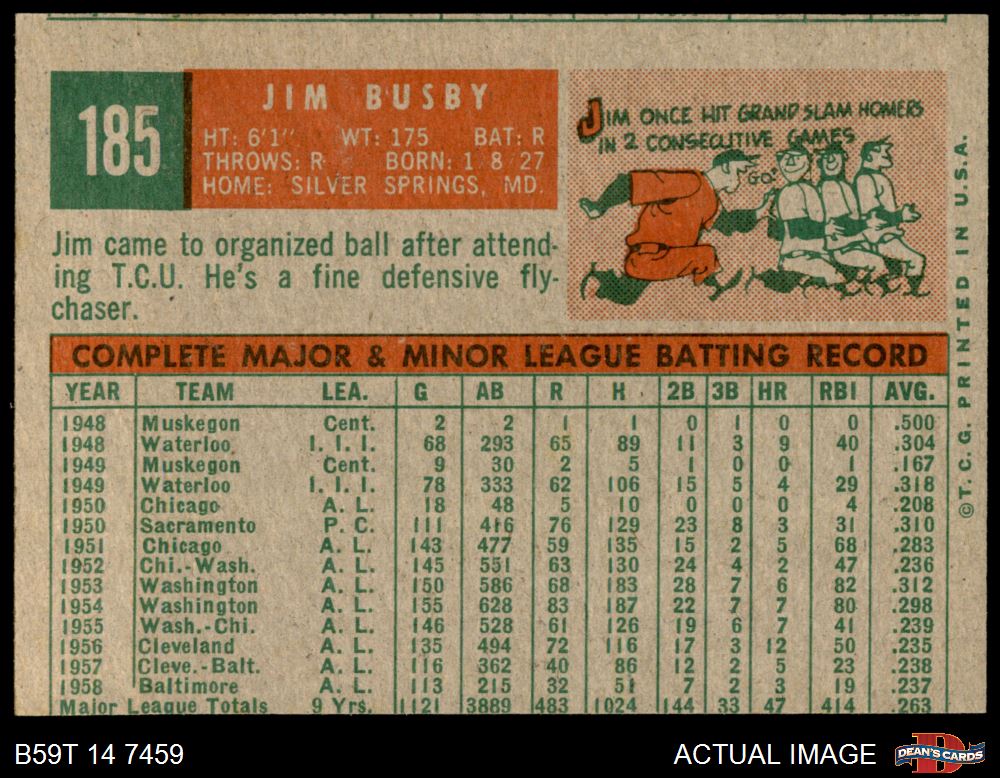 185
JIM BUSBY
HT: 6'1" WT: 175 BAT: R
THROWS: R BORN: 1 8 27
HOME: SILVER SPRINGS, MD.
JIM ONCE HIT GRAND SLAM HOMERS
IN 2 CONSECUTIVE GAMES
GO!
Jim came to organized ball after attend-
ing T.C.U. He's a fine defensive fly-
chaser.
COMPLETE MAJOR & MINOR LEAGUE BATTING RECORD
YEAR TEAM LEA. G AB R H 2B 3B HR RBI AVG.
1948 Muskegon Cent. 2 2 1 1 0 1 0 0 .500
1948 Waterloo I. I. I. 68 293 65 89 11 3 9 40 .304
1949 Muskegon Cent. 9 30 2 5 1 0 0 1 .167
1949 Waterloo I. I. I. 78 333 62 106 15 5 4 29 .318
1950 Chicago A. L. 18 48 5 10 0 0 0 4 .208
1950 Sacramento P. C. 111 416 76 129 23 8 3 31 .310
1951 Chicago A. L. 143 477 59 135 15 2 5 68 .283
1952 Chi.-Wash. A. L. 145 551 63 130 24 4 2 47 .236
1953 Washington A. L. 150 586 68 183 28 7 6 82 .312
1954 Washington A. L. 155 628 83 187 22 7 7 80 .298
1955 Wash.-Chi. A. L. 146 528 61 126 19 6 7 41 .239
1956 Cleveland A. L. 135 494 72 116 17 3 12 50 .235
1957 Cleve.-Balt. A. L. 116 362 40 86 12 2 5 23 .238
1958 Baltimore A. L. 113 215 32 51 7 2 3 19 .237
Major League Totals 9 Yrs. 1121 3889 483 1024 144 33 47 414 .263
©T. C. G. PRINTED IN U.S.A.
B59T 14 7459
ACTUAL IMAGE
DEAN'S CARDS